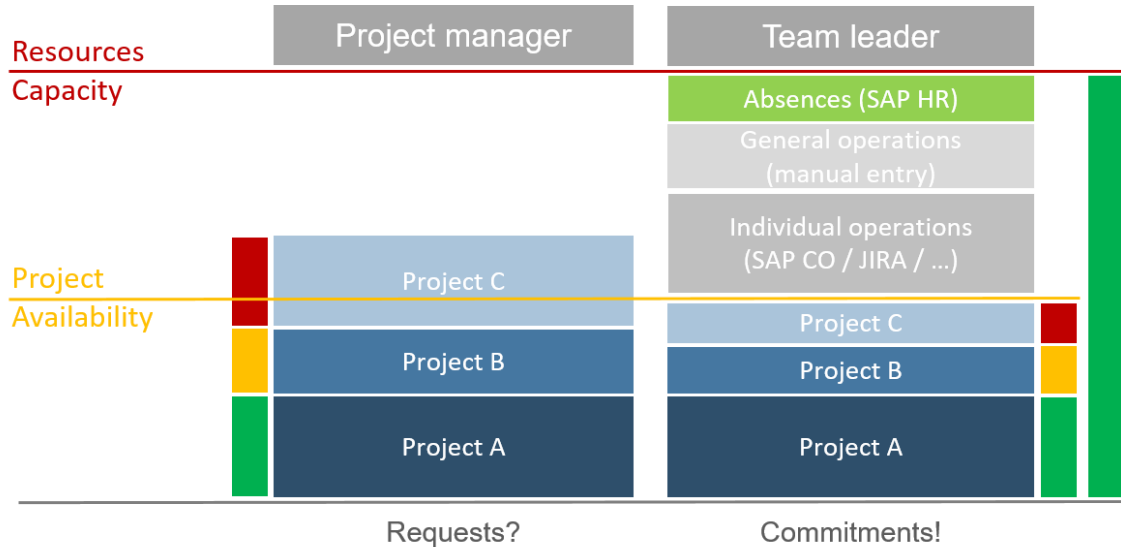 Project manager
Team leader
Resources
Capacity
Absences (SAP HR)
General operations
(manual entry)
Individual operations
(SAP CO / JIRA / ...)
Project
Availability
Project C
Project B
Project A
Project C
Project B
Project A
Requests?
Commitments!